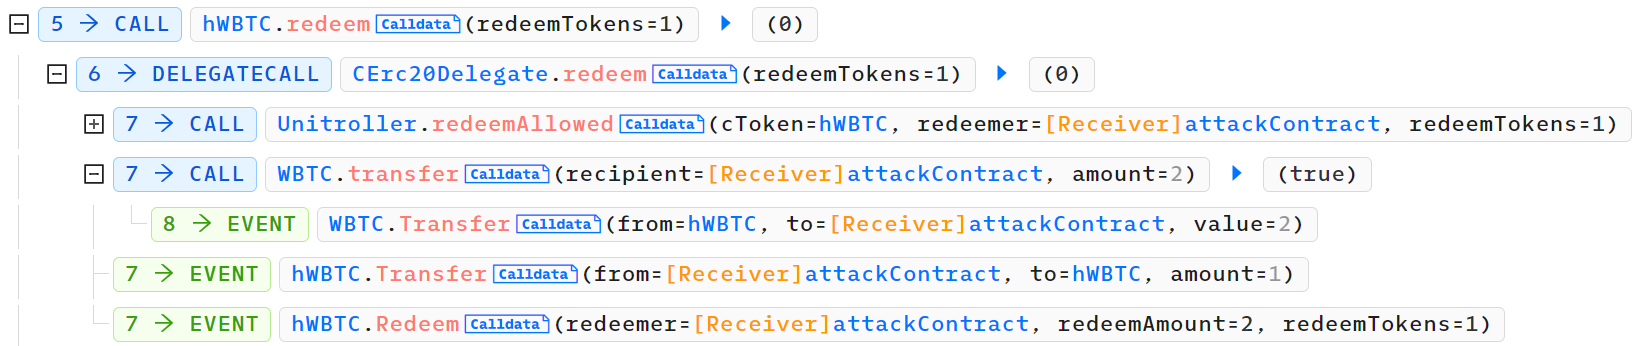 5 → CALL hWBTC.redeem Calldata (redeemTokens=1) ▶ (0)
6 → DELEGATECALL CErc20Delegate.redeem Calldata (redeemTokens=1) ▶ (0)
7 → CALL Unitroller.redeemAllowed Calldata (cToken=hWBTC, redeemer=[Receiver]attackContract, redeemTokens=1)
7 → CALL WBTC.transfer Calldata (recipient=[Receiver]attackContract, amount=2) ▶ (true)
8 → EVENT WBTC.Transfer Calldata (from=hWBTC, to=[Receiver]attackContract, value=2)
7 → EVENT hWBTC.Transfer Calldata (from=[Receiver]attackContract, to=hWBTC, amount=1)
7 → EVENT hWBTC.Redeem Calldata (redeemer=[Receiver]attackContract, redeemAmount=2, redeemTokens=1)